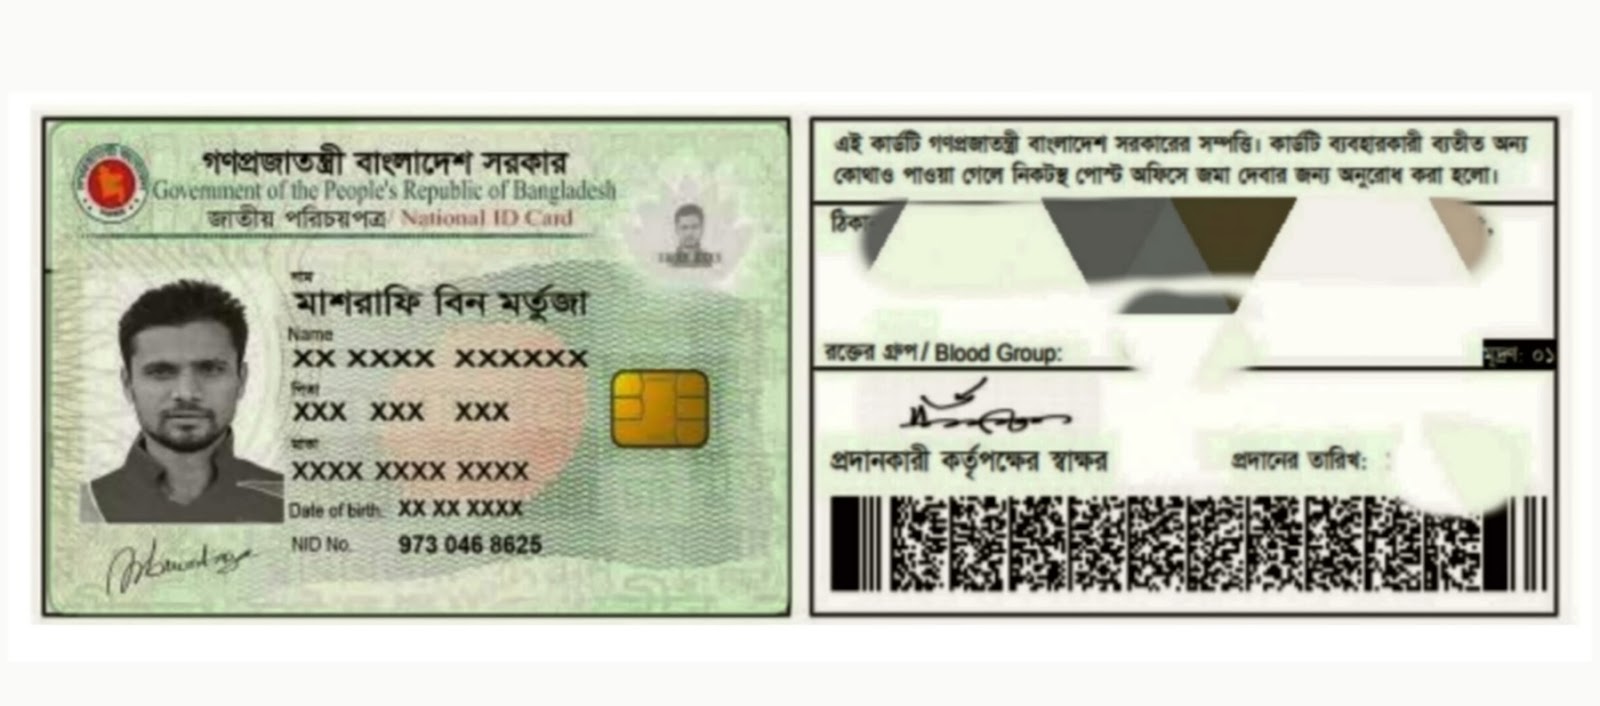 গণপ্রজাতন্ত্রী বাংলাদেশ সরকার
Government of the People's Republic of Bangladesh
জাতীয় পরিচয়পত্র/ National ID Card
নাম
মাশরাফি বিন মর্তুজা
Name
XX XXXX XXXXXX
পিতা
XXX XXX XXX
মাতা
XXXX XXXX XXXX
Date of birth: XX XX XXXX
NID No. 973 046 8625
এই কার্ডটি গণপ্রজাতন্ত্রী বাংলাদেশ সরকারের সম্পত্তি। কার্ডটি ব্যবহারকারী ব্যতীত অন্য
কোথাও পাওয়া গেলে নিকটস্থ পোস্ট অফিসে জমা দেবার জন্য অনুরোধ করা হলো।
রক্তের গ্রুপ / Blood Group:
মুদ্রণ: ০১
প্রদানকারী কর্তৃপক্ষের স্বাক্ষর
প্রদানের তারিখ: